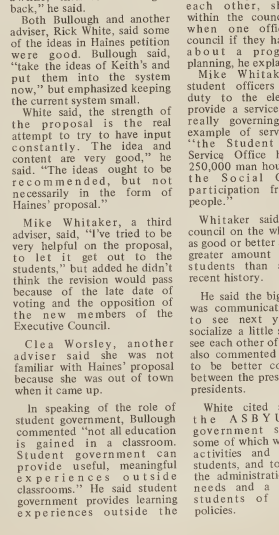 back," he said.
Both Bullough and another
adviser, Rick White, said some
of the ideas in Haines petition
were good. Bullough said,
"take the ideas of Keith's and
put them into the system
now," but emphasized keeping
the current system small.
White said, the strength of
the proposal is the real
attempt to try to have input
constantly. The idea and
content are very good," he
said. "The ideas ought to be
recommended, but not
necessarily in the form of
Haines' proposal."
Mike Whitaker, a third
adviser, said, "I've tried to be
very helpful on the proposal,
to let it get out to the
students," but added he didn't
think the revision would pass
because of the late date of
voting and the opposition of
the new members of the
Executive Council.
Clea Worsley, another
adviser said she was not
familiar with Haines' proposal
because she was out of town
when it came up.
In speaking of the role of
student government, Bullough
commented "not all education
is gained in a classroom.
Student government can
provide useful, meaningful
experiences outside
classrooms." He said student
government provides learning
experiences outside the
each other, s
within the coun
when one offi
council if they ha
about a prog
planning, he expla
Mike Whitak
student officers
duty to the ele
provide a service
really governing
example of serv
"the Student
Service Office h
250,000 man hou
the Social C
participation fr
people."
Whitaker said
council on the wh
as good or better
greater amount
students than
recent history.
He said the big
was communicat
to see next y
socialize a little
see each other of
also commented
to be better co
between the pres
presidents.
White cited
the ASBYU
government s
some of which w
activities and
students, and to
the administrati
needs and a
students of
policies.